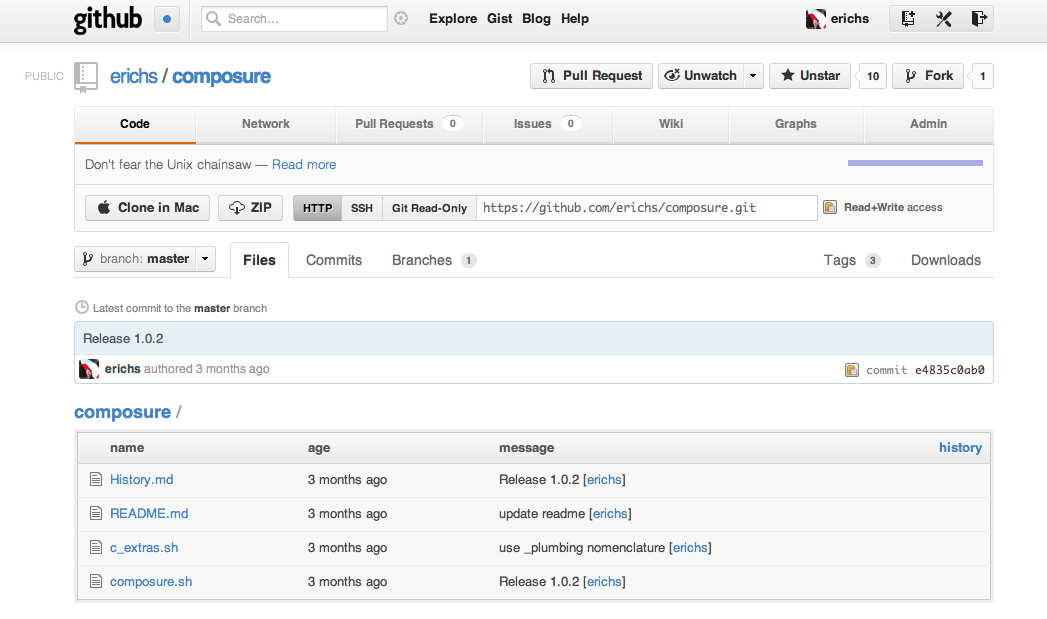 github Search... Explore Gist Blog Help erichs
PUBLIC erichs / composure Pull Request Unwatch Unstar 10 Fork 1
Code Network Pull Requests 0 Issues 0 Wiki Graphs Admin
Don't fear the Unix chainsaw — Read more
Clone in Mac ZIP HTTP SSH Git Read-Only https://github.com/erichs/composure.git Read+Write access
branch: master Files Commits Branches 1 Tags 3 Downloads
Latest commit to the master branch
Release 1.0.2
erichs authored 3 months ago commit e4835c0ab0
composure /
name age message history
History.md 3 months ago Release 1.0.2 [erichs]
README.md 3 months ago update readme [erichs]
c_extras.sh 3 months ago use _plumbing nomenclature [erichs]
composure.sh 3 months ago Release 1.0.2 [erichs]